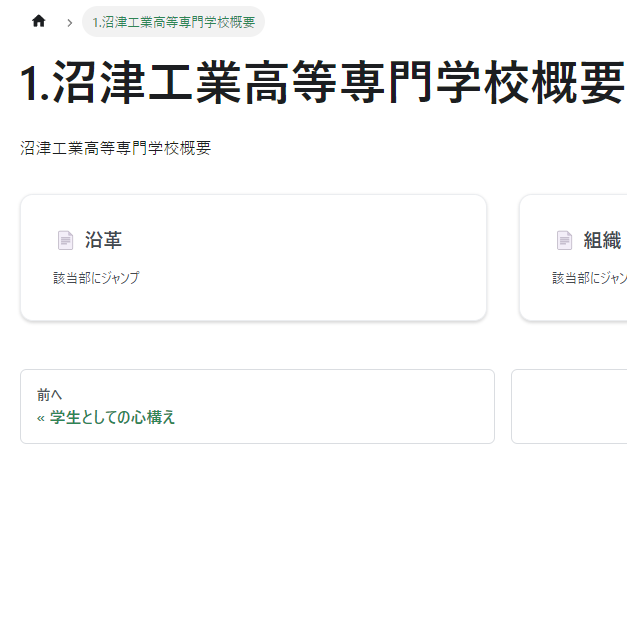 1.沼津工業高等専門学校概要
1.沼津工業高等専門学校概要
沼津工業高等専門学校概要
沿革
該当部にジャンプ
組織
該当部にジャン
前へ
« 学生としての心構え